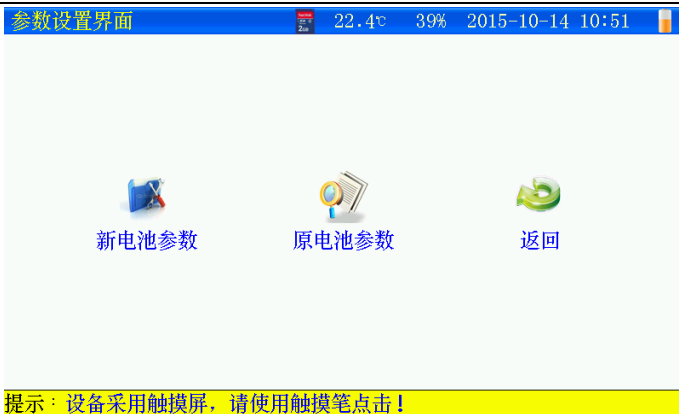 参数设置界面 22.4℃ 39% 2015-10-14 10:51
新电池参数 原电池参数 返回
提示：设备采用触摸屏，请使用触摸笔点击！